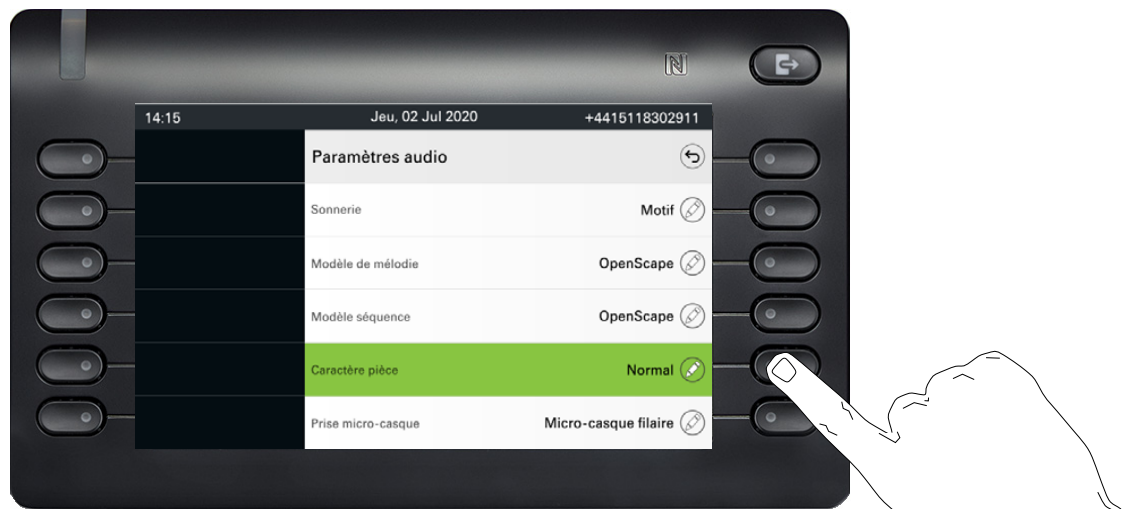 14:15 Jeu, 02 Jul 2020 +4415118302911
Paramètres audio
Sonnerie Motif
Modèle de mélodie OpenScape
Modèle séquence OpenScape
Caractère pièce Normal
Prise micro-casque Micro-casque filaire